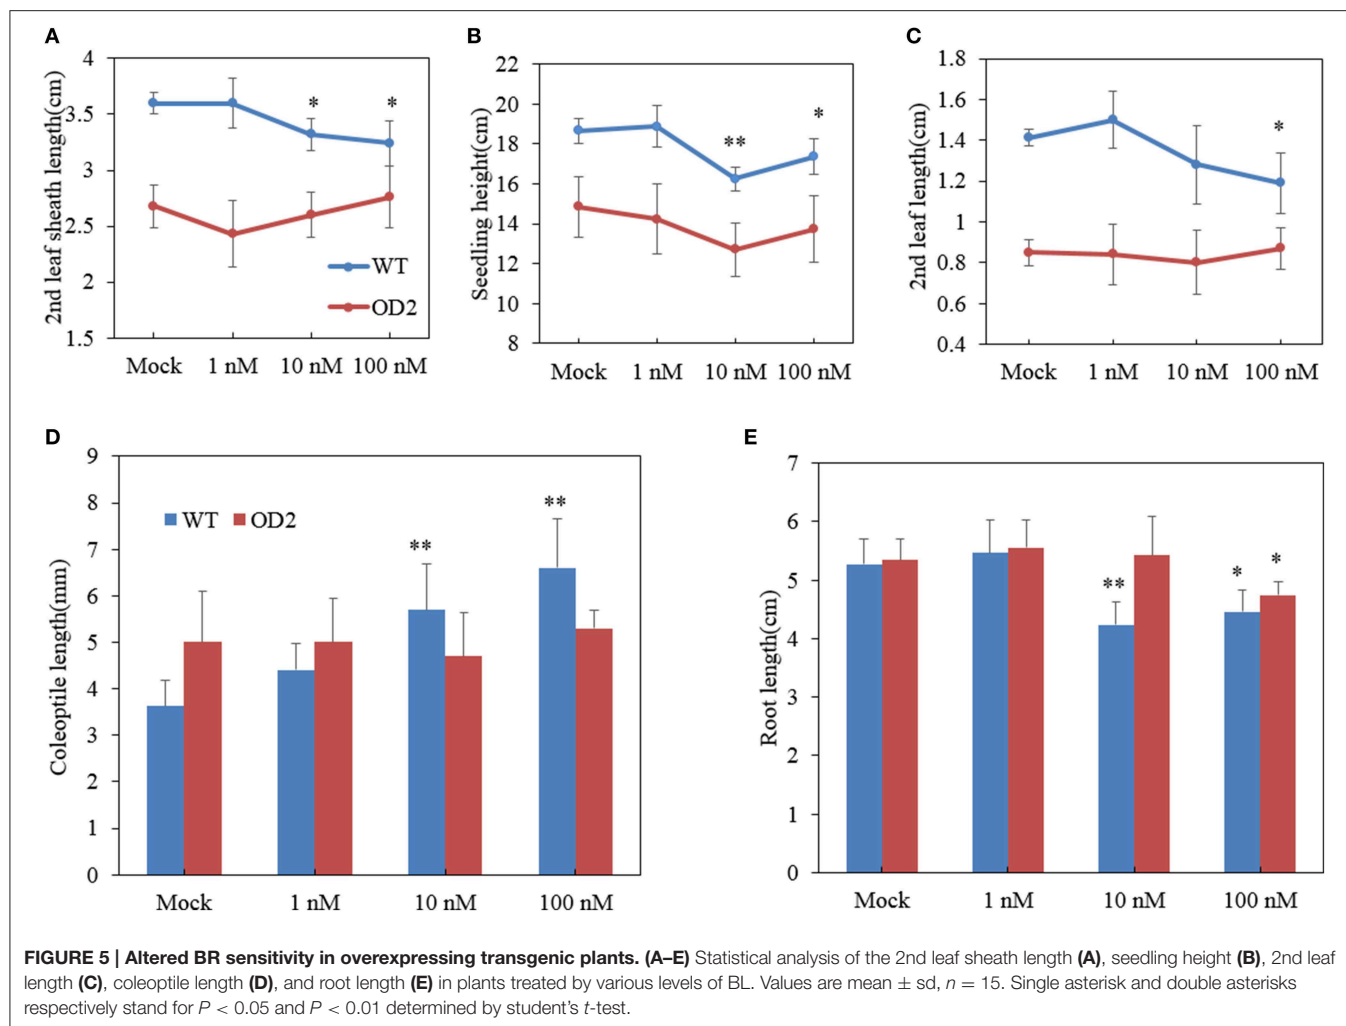 A
2nd leaf sheath length(cm)
4
3.5
3
2.5
2
1.5
* *
WT
OD2
Mock 1 nM 10 nM 100 nM
B
Seedling height(cm)
22
20
18
16
14
12
10
8
** *
Mock 1 nM 10 nM 100 nM
C
2nd leaf length(cm)
1.8
1.6
1.4
1.2
1
0.8
0.6
0.4
*
Mock 1 nM 10 nM 100 nM
D
Coleoptile length(mm)
9
8
7
6
5
4
3
2
1
0
WT OD2
** **
Mock 1 nM 10 nM 100 nM
E
Root length(cm)
7
6
5
4
3
2
1
0
** * *
Mock 1 nM 10 nM 100 nM
FIGURE 5 | Altered BR sensitivity in overexpressing transgenic plants. (A–E) Statistical analysis of the 2nd leaf sheath length (A), seedling height (B), 2nd leaf
length (C), coleoptile length (D), and root length (E) in plants treated by various levels of BL. Values are mean ± sd, n = 15. Single asterisk and double asterisks
respectively stand for P < 0.05 and P < 0.01 determined by student's t-test.